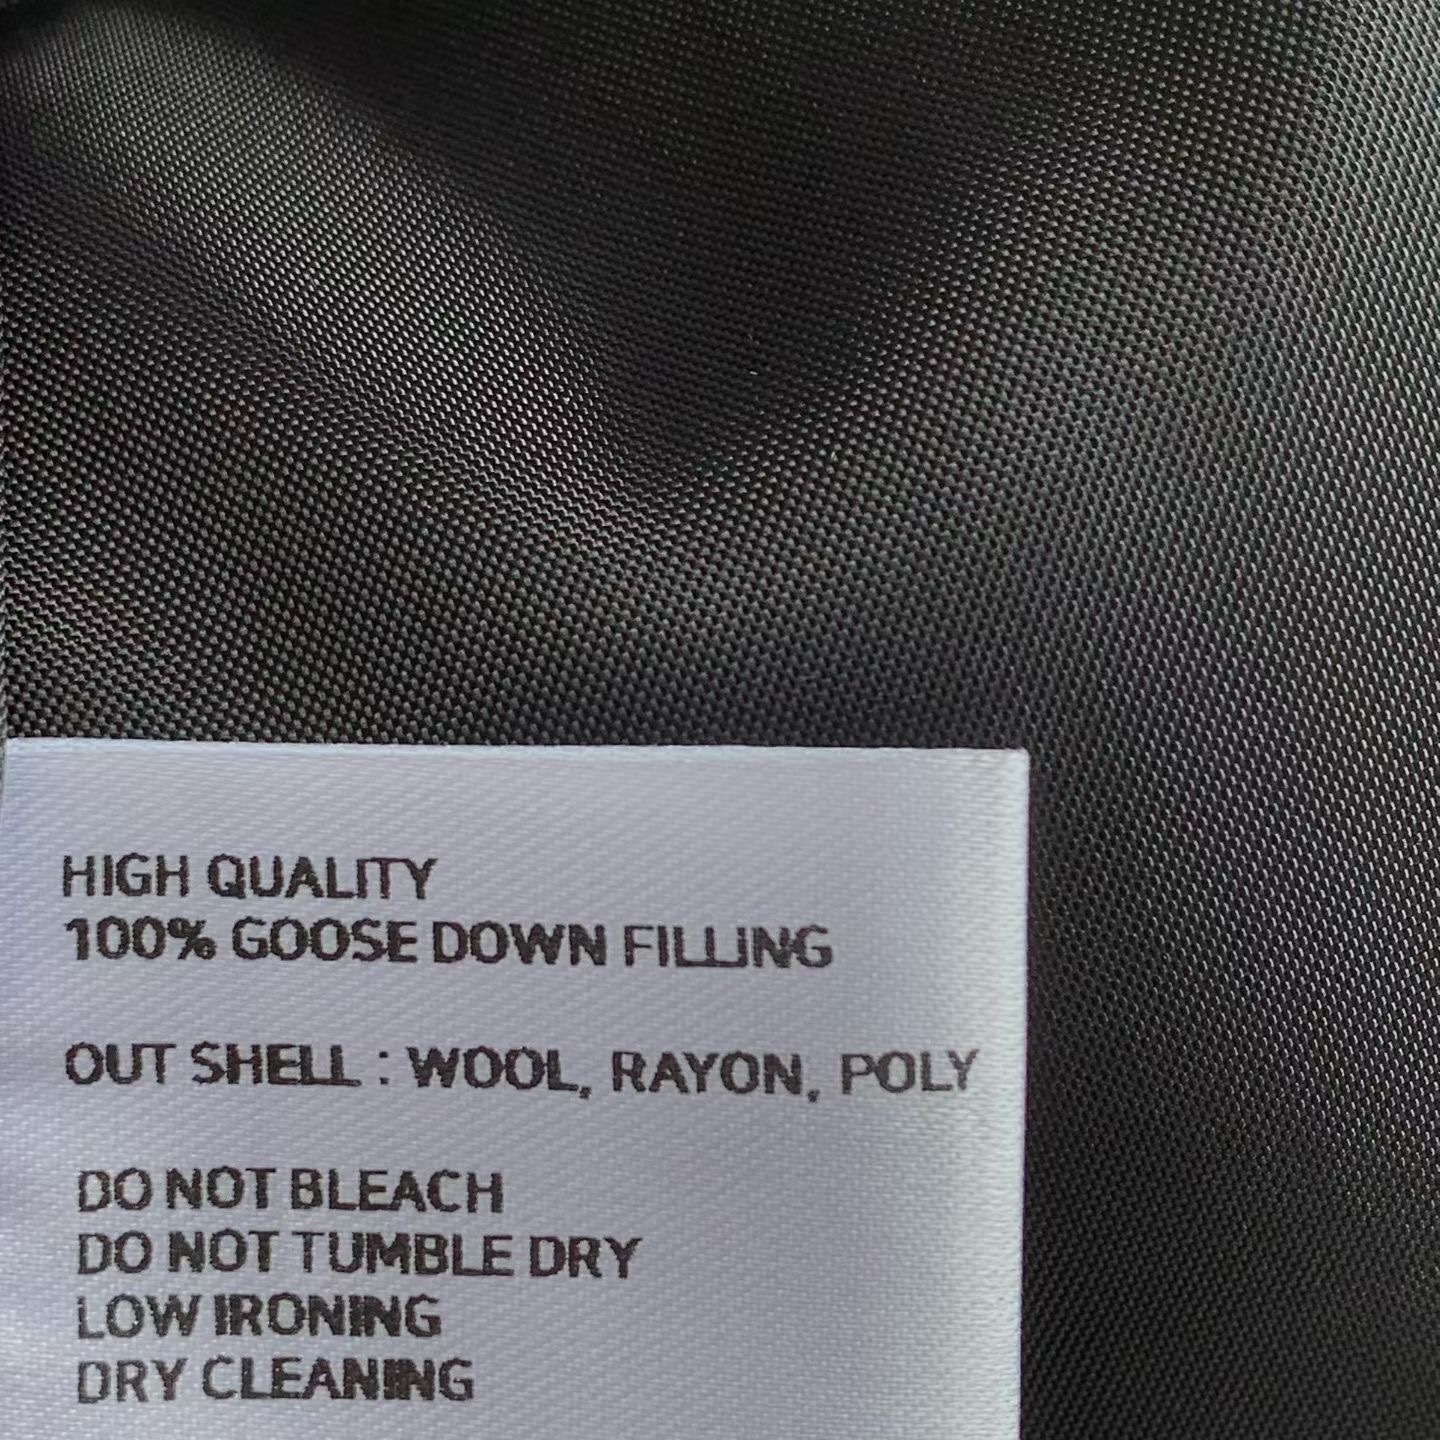 HIGH QUALITY
100% GOOSE DOWN FILLING
OUT SHELL : WOOL, RAYON, POLY
DO NOT BLEACH
DO NOT TUMBLE DRY
LOW IRONING
DRY CLEANING